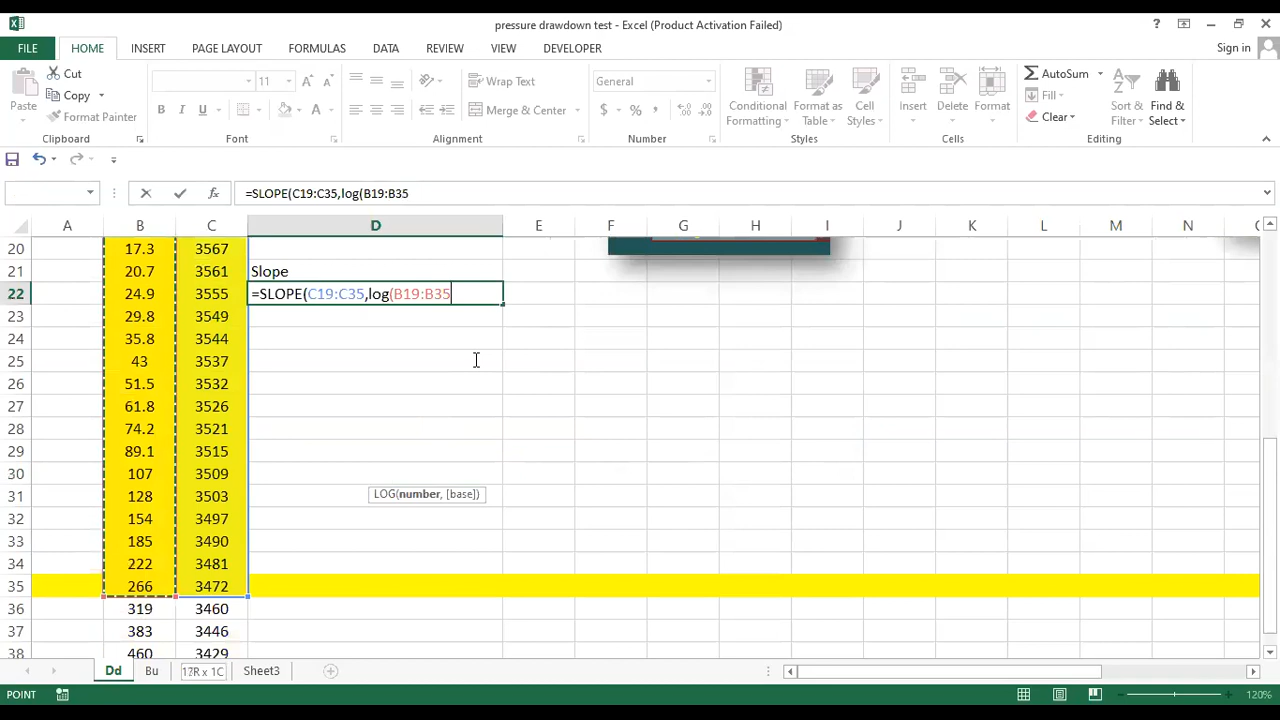 pressure drawdown test - Excel (Product Activation Failed)
?
FILE HOME INSERT PAGE LAYOUT FORMULAS DATA REVIEW VIEW DEVELOPER Sign in
Paste
Cut
Copy
Format Painter
Clipboard
11 A A
B I U A
Font
Wrap Text
Merge & Center
Alignment
General
$ % ,
Number
Conditional Formatting
Format as Table
Cell Styles
Styles
Insert
Delete
Format
Cells
AutoSum
Fill
Clear
Sort & Filter
Find & Select
Editing
fx =SLOPE(C19:C35,log(B19:B35
A B C D E F G H I J K L M N
20 17.3 3567
21 20.7 3561 Slope
22 24.9 3555 =SLOPE(C19:C35,log(B19:B35
23 29.8 3549
24 35.8 3544
25 43 3537
26 51.5 3532
27 61.8 3526
28 74.2 3521
29 89.1 3515
30 107 3509
31 128 3503 LOG(number, [base])
32 154 3497
33 185 3490
34 222 3481
35 266 3472
36 319 3460
37 383 3446
38 460 3429
Dd Bu 17R x 1C Sheet3
POINT 120%